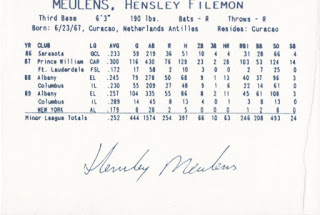 MEULENS, HENSLEY FILEMON
Third Base 6'3" 190 lbs. Bats - R Throws - R
Born: 6/23/67, Curacao, Netherlands Antilles Resides: Curacao
YR CLUB LG AVG G AB R H 2B 3B HR RBI BB SO SB
86 Sarasota GCL .233 59 219 36 51 10 4 4 31 28 66 4
87 Prince William CAR .300 116 430 76 129 23 2 28 103 53 124 14
Ft. Lauderdale FSL .172 17 58 2 10 3 0 0 2 7 25 0
88 Albany EL .245 79 278 50 68 9 1 13 40 37 96 3
Columbus IL .230 55 209 27 48 9 1 6 22 14 61 0
89 Albany EL .257 104 335 55 86 8 2 11 45 61 108 3
Columbus IL .289 14 45 8 13 4 0 1 3 8 13 0
NEW YORK AL .179 8 28 2 5 0 0 0 1 2 8 0
Minor League Totals .252 444 1574 254 397 66 10 63 246 208 493 24
Hensley Meulens